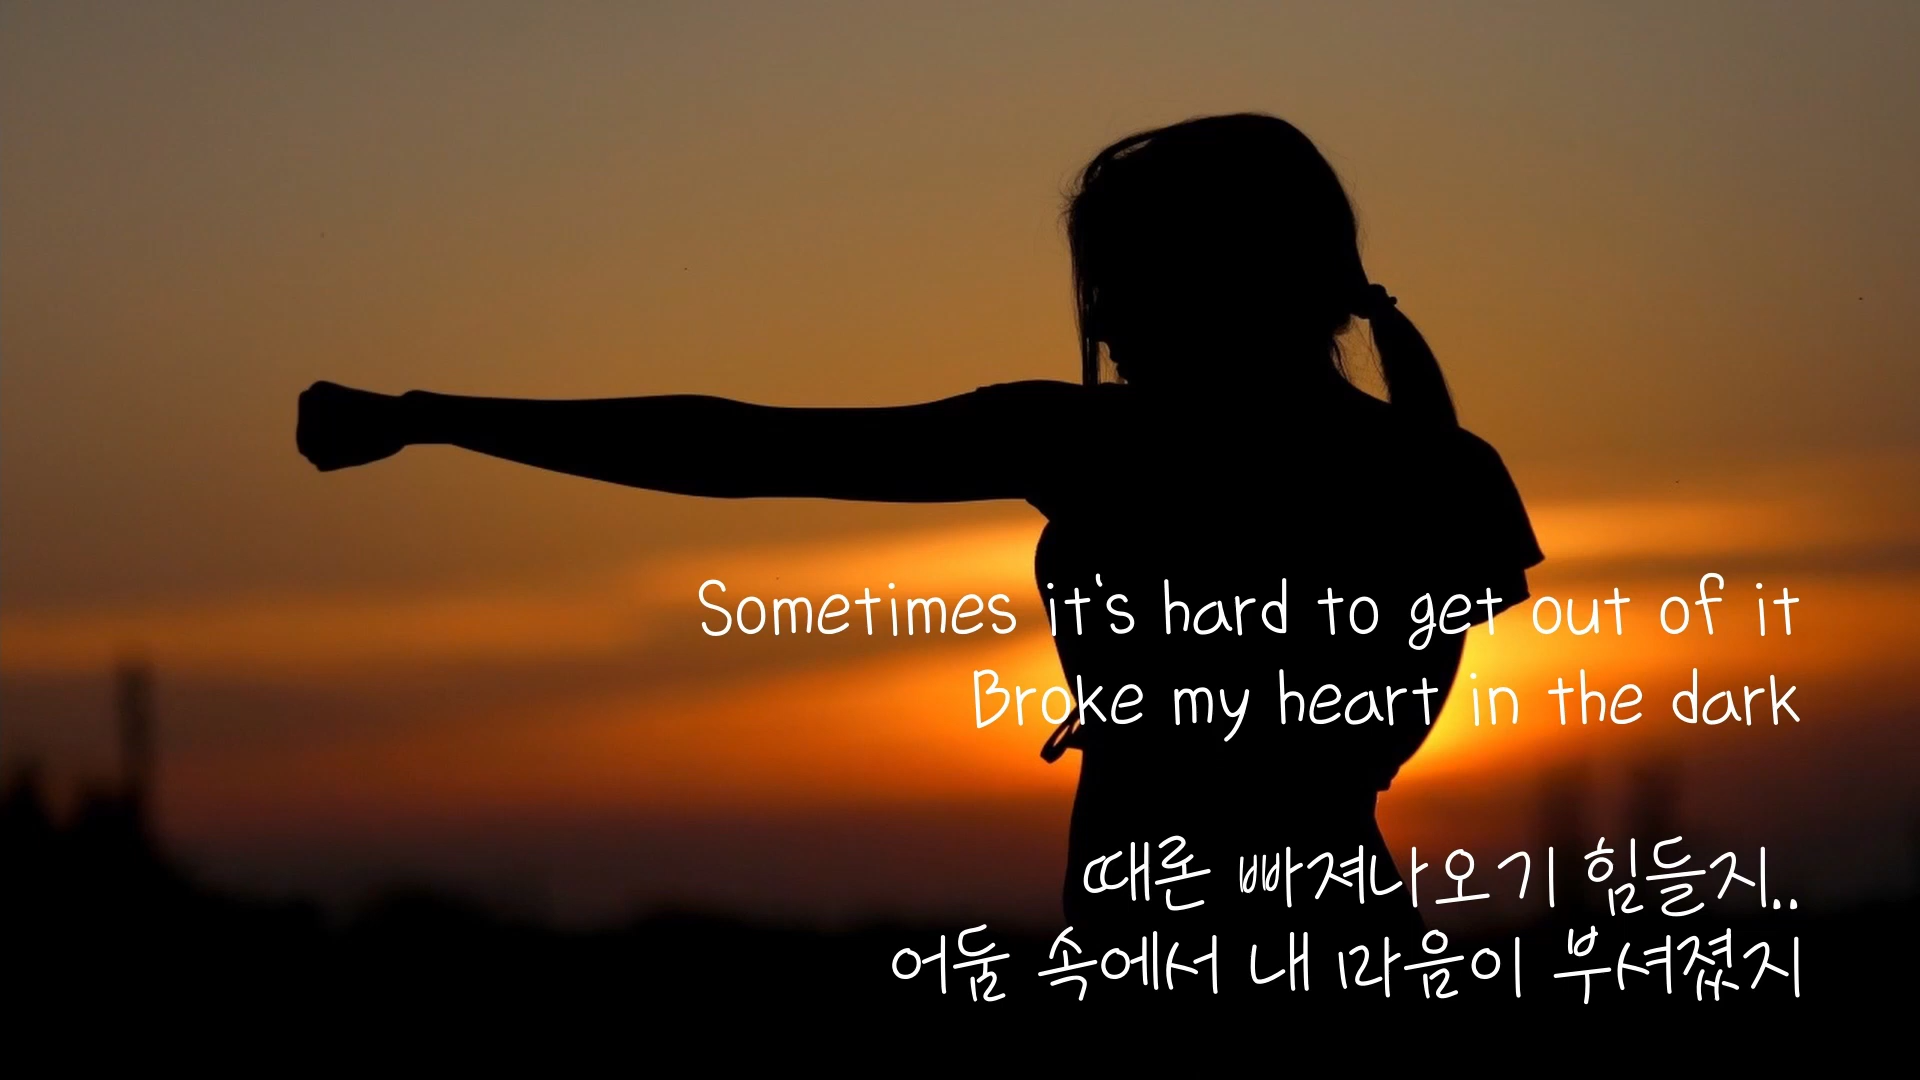 Sometimes it's hard to get out of it
Broke my heart in the dark
때론 빠져나오기 힘들지..
어둠 속에서 내 마음이 부셔졌지